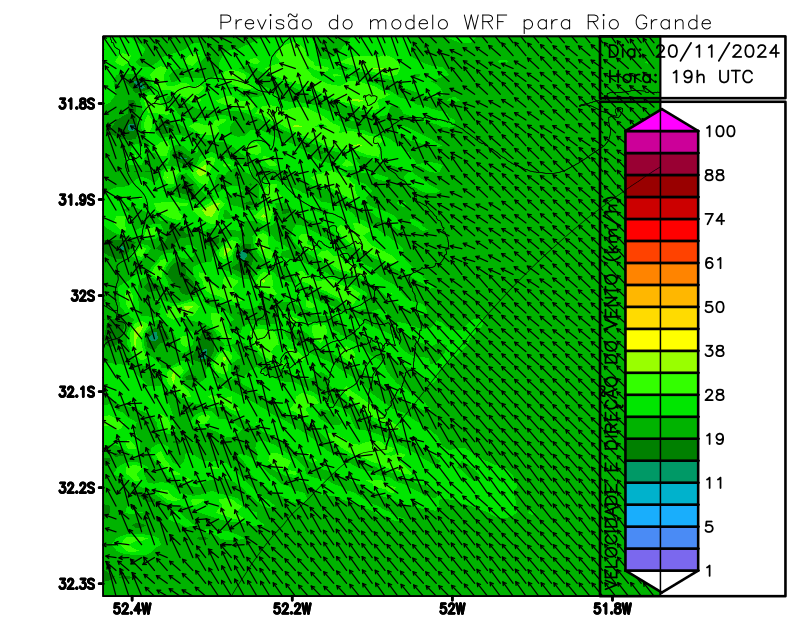 Previsão do modelo WRF para Rio Grande
Dia: 20/11/2024
Hora: 19h UTC
31.8S
31.9S
32S
32.1S
32.2S
32.3S
52.4W
52.2W
52W
51.8W
VELOCIDADE E DIREÇÃO DO VENTO (km/h)
100
88
74
61
50
38
28
19
11
5
1